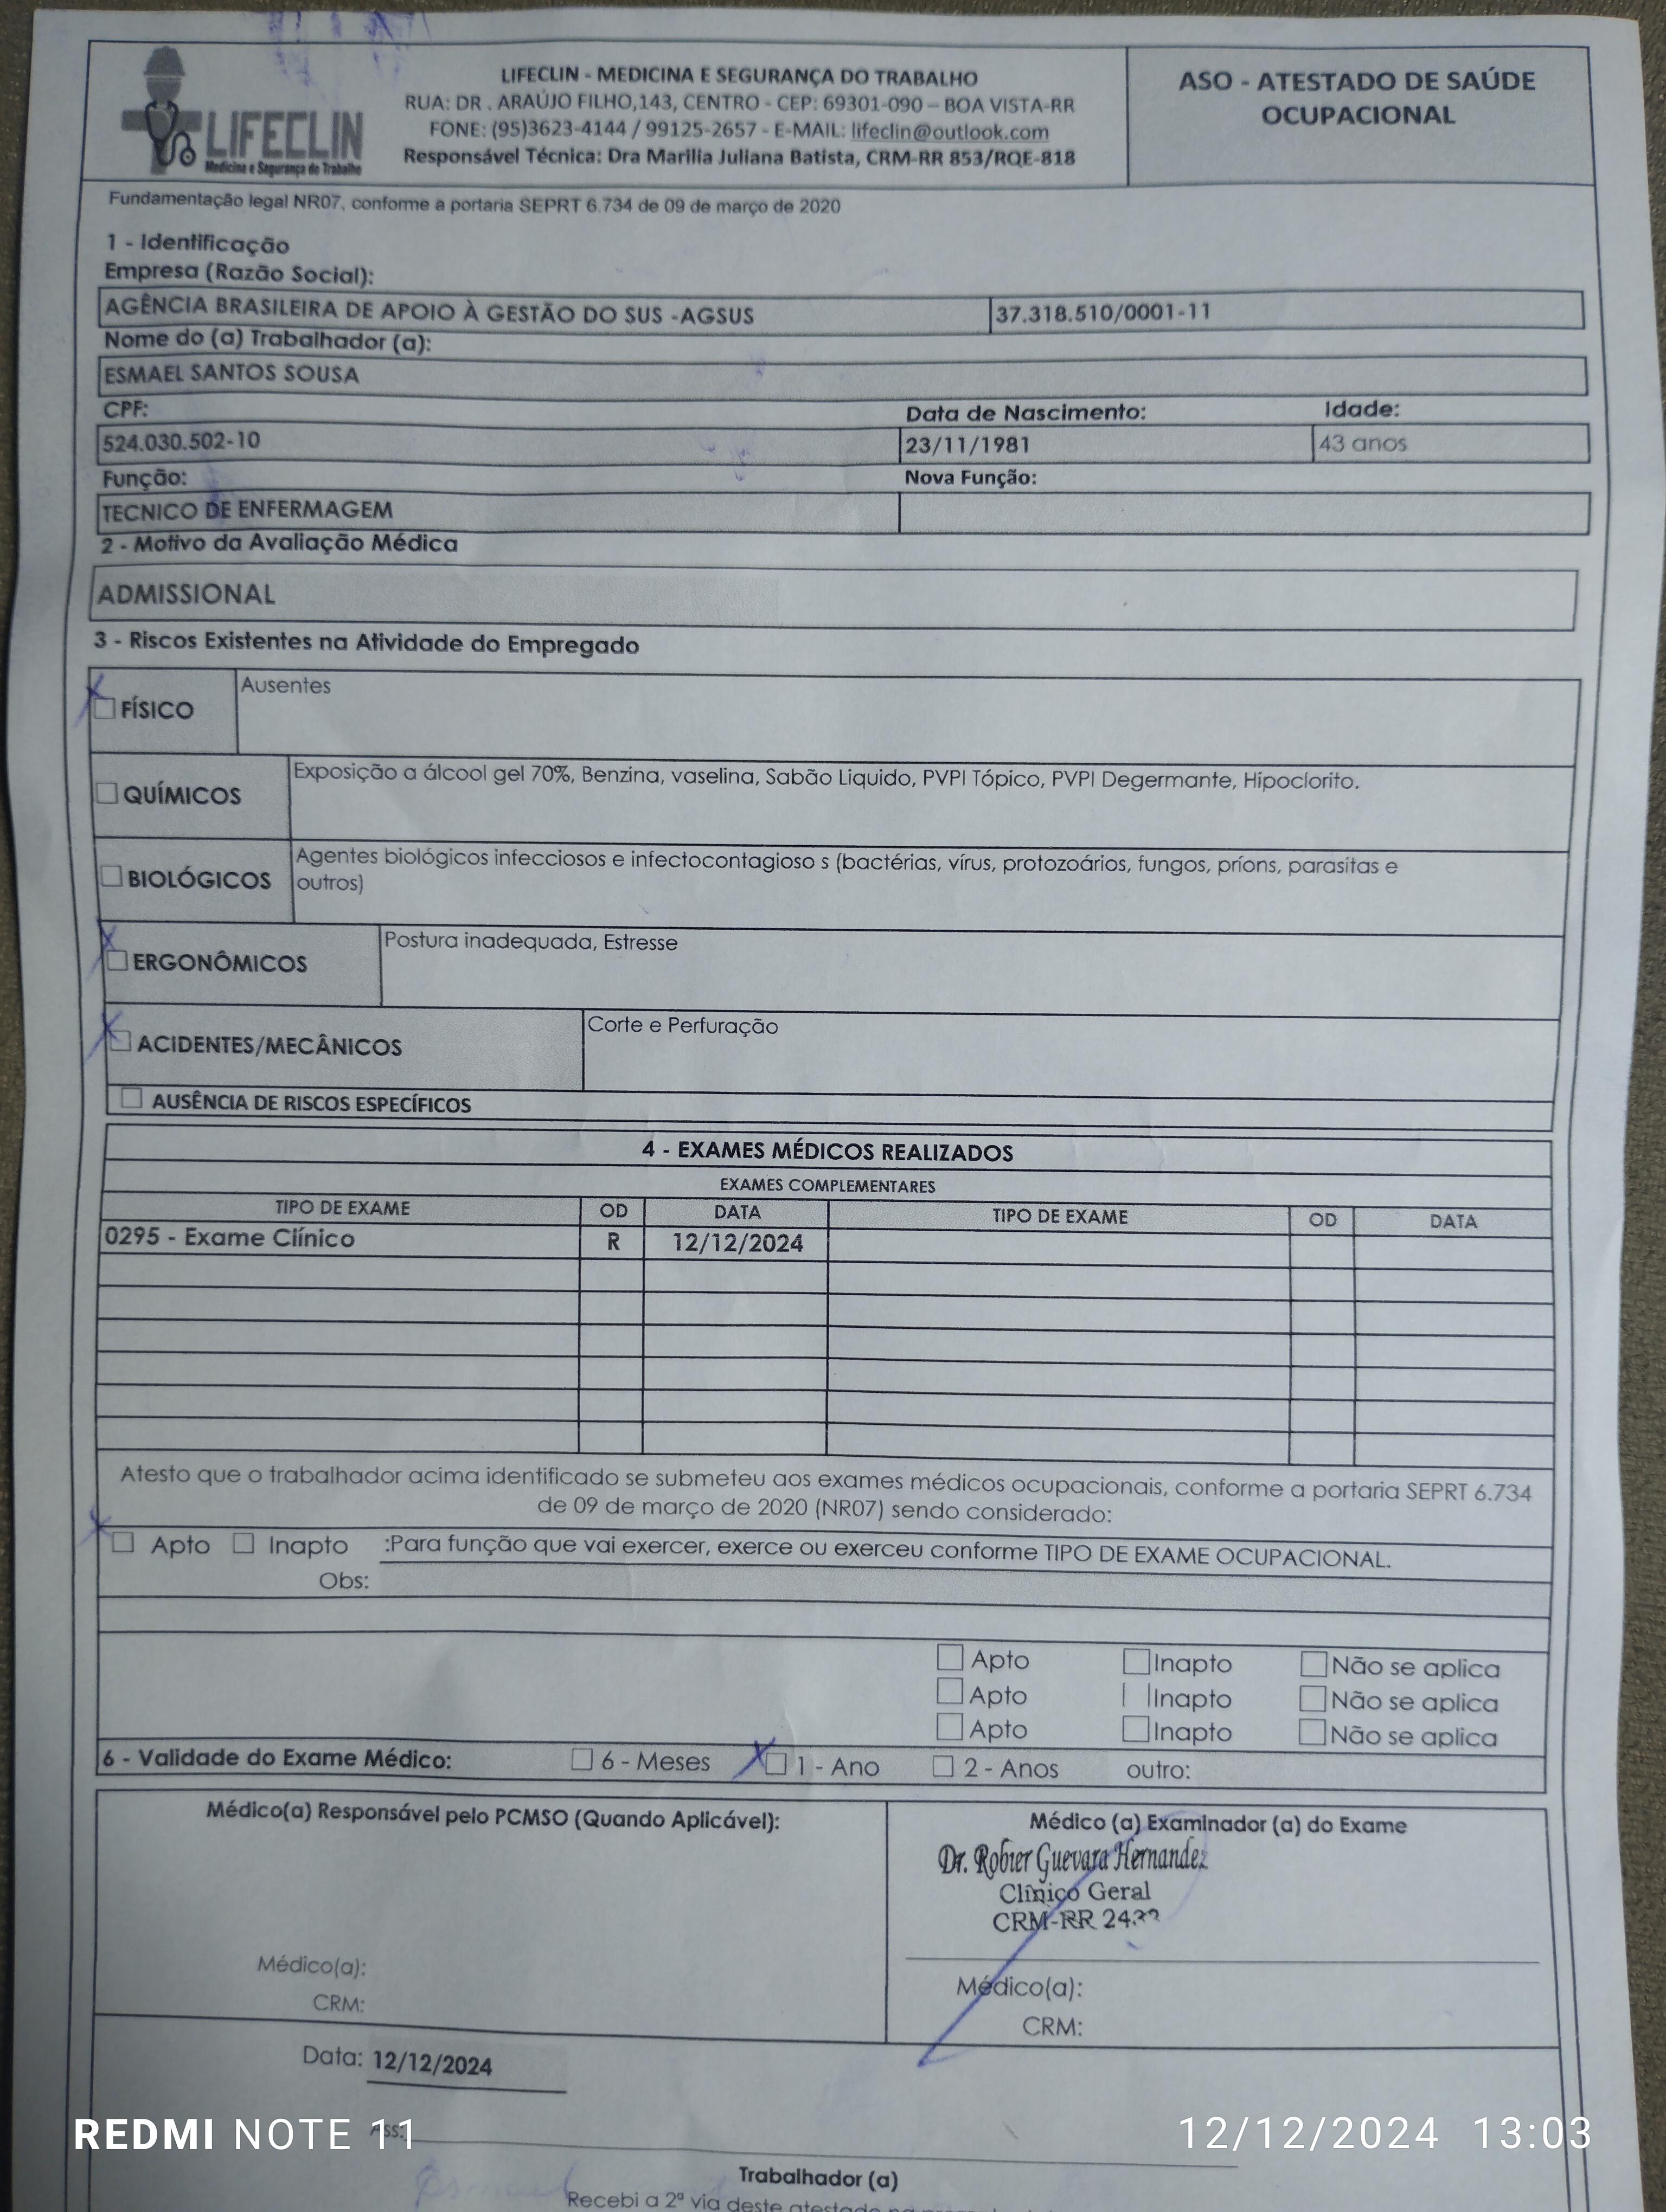 LIFECLIN
Medicina e Segurança do Trabalho
LIFECLIN - MEDICINA E SEGURANÇA DO TRABALHO
RUA: DR . ARAÚJO FILHO,143, CENTRO - CEP: 69301-090 – BOA VISTA-RR
FONE: (95)3623-4144 / 99125-2657 - E-MAIL: lifeclin@outlook.com
Responsável Técnica: Dra Marilia Juliana Batista, CRM-RR 853/RQE-818
ASO - ATESTADO DE SAÚDE
OCUPACIONAL
Fundamentação legal NR07, conforme a portaria SEPRT 6.734 de 09 de março de 2020
1 - Identificação
Empresa (Razão Social):
AGÊNCIA BRASILEIRA DE APOIO À GESTÃO DO SUS -AGSUS 37.318.510/0001-11
Nome do (a) Trabalhador (a):
ESMAEL SANTOS SOUSA
CPF: Data de Nascimento: Idade:
524.030.502-10 23/11/1981 43 anos
Função: Nova Função:
TECNICO DE ENFERMAGEM
2 - Motivo da Avaliação Médica
ADMISSIONAL
3 - Riscos Existentes na Atividade do Empregado
FÍSICO Ausentes
QUÍMICOS Exposição a álcool gel 70%, Benzina, vaselina, Sabão Liquido, PVPI Tópico, PVPI Degermante, Hipoclorito.
BIOLÓGICOS Agentes biológicos infecciosos e infectocontagioso s (bactérias, vírus, protozoários, fungos, príons, parasitas e
outros)
ERGONÔMICOS Postura inadequada, Estresse
ACIDENTES/MECÂNICOS Corte e Perfuração
AUSÊNCIA DE RISCOS ESPECÍFICOS
4 - EXAMES MÉDICOS REALIZADOS
EXAMES COMPLEMENTARES
TIPO DE EXAME OD DATA TIPO DE EXAME OD DATA
0295 - Exame Clínico R 12/12/2024
Atesto que o trabalhador acima identificado se submeteu aos exames médicos ocupacionais, conforme a portaria SEPRT 6.734
de 09 de março de 2020 (NR07) sendo considerado:
Apto Inapto :Para função que vai exercer, exerce ou exerceu conforme TIPO DE EXAME OCUPACIONAL.
Obs:
Apto Inapto Não se aplica
Apto Inapto Não se aplica
Apto Inapto Não se aplica
6 - Validade do Exame Médico: 6 - Meses 1 - Ano 2 - Anos outro:
Médico(a) Responsável pelo PCMSO (Quando Aplicável):
Médico(a):
CRM:
Médico (a) Examinador (a) do Exame
Dr. Robier Guevara Hernandez
Clínico Geral
CRM-RR
Médico(a):
CRM:
Data: 12/12/2024
Ass:
Trabalhador (a)
Recebi a 2ª via deste atestado
REDMI NOTE 11 12/12/2024 13:03